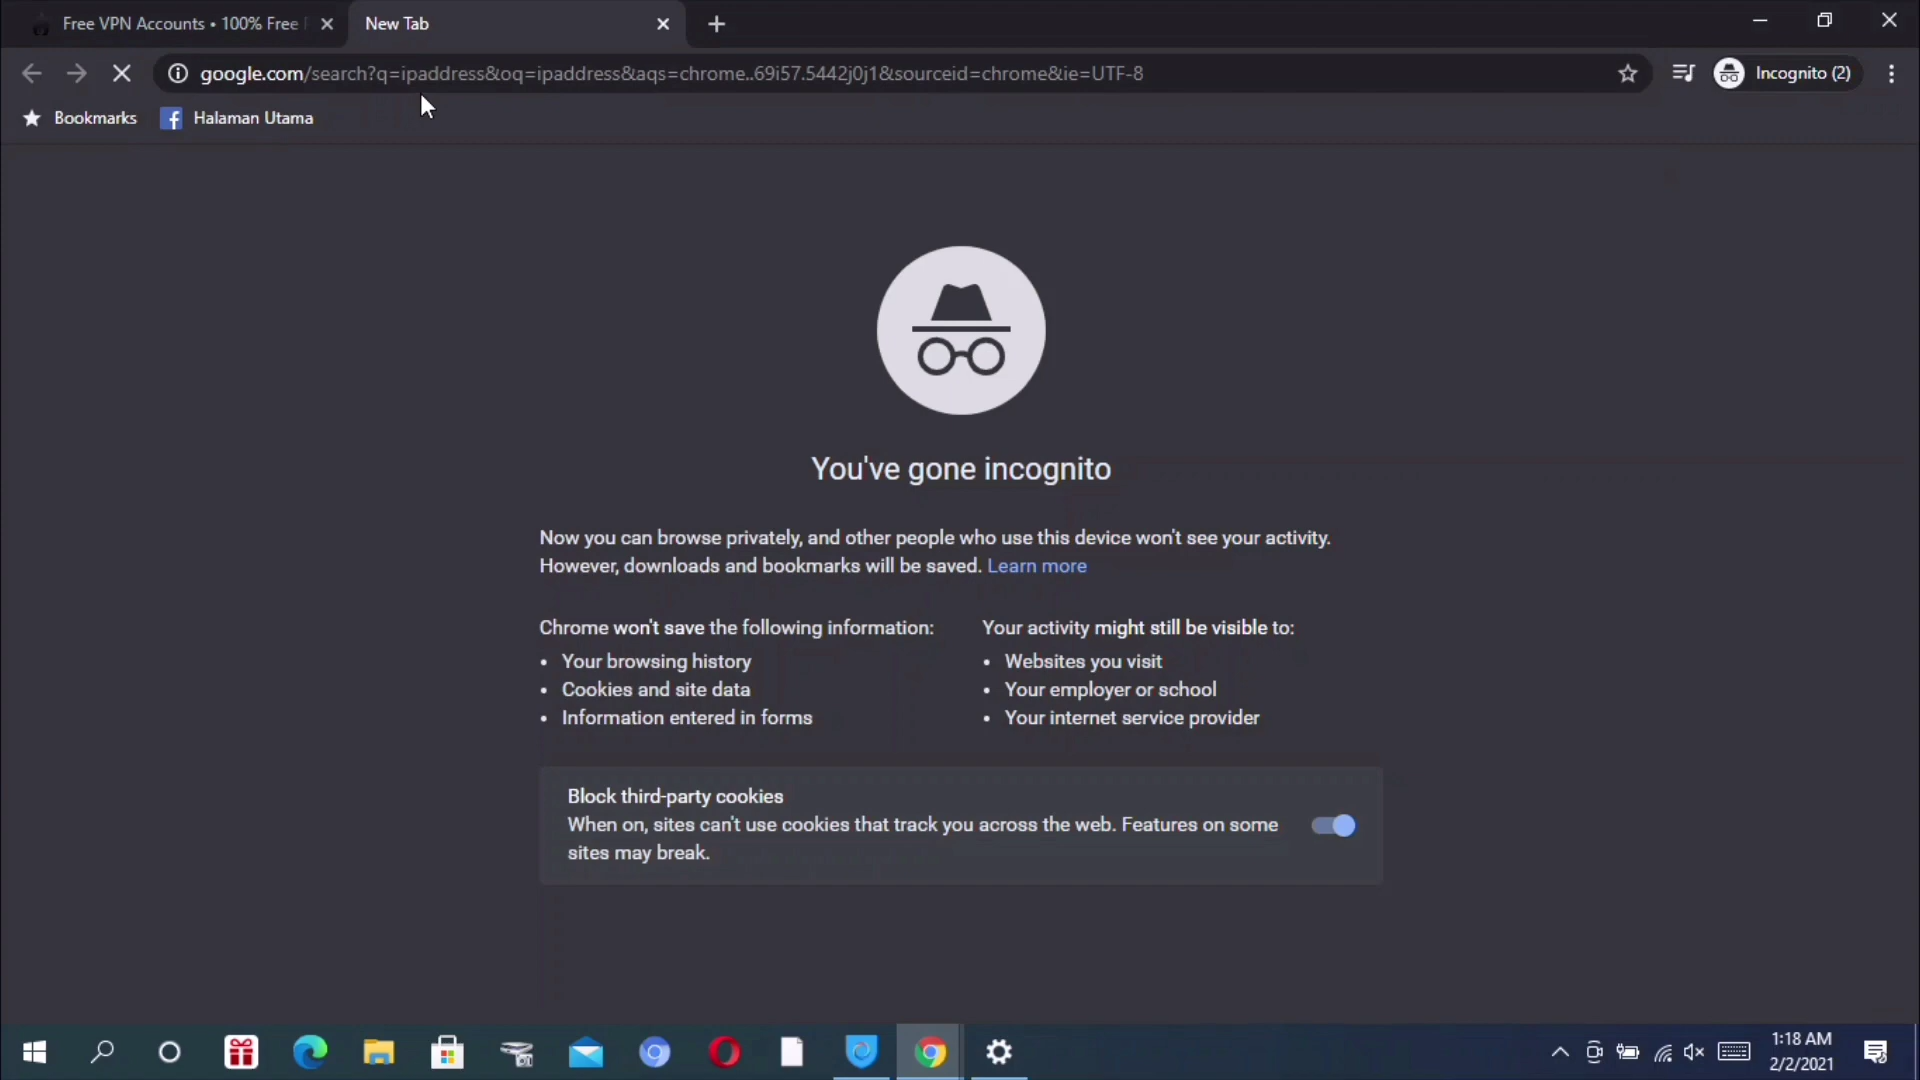 Free VPN Accounts • 100% Free
New Tab
google.com/search?q=ipaddress&oq=ipaddress&aqs=chrome..69i57.5442j0j1&sourceid=chrome&ie=UTF-8
Incognito (2)
Bookmarks
Halaman Utama
You've gone incognito
Now you can browse privately, and other people who use this device won't see your activity.
However, downloads and bookmarks will be saved. Learn more
Chrome won't save the following information:
Your activity might still be visible to:
• Your browsing history
• Websites you visit
• Cookies and site data
• Your employer or school
• Information entered in forms
• Your internet service provider
Block third-party cookies
When on, sites can't use cookies that track you across the web. Features on some
sites may break.
1:18 AM
2/2/2021